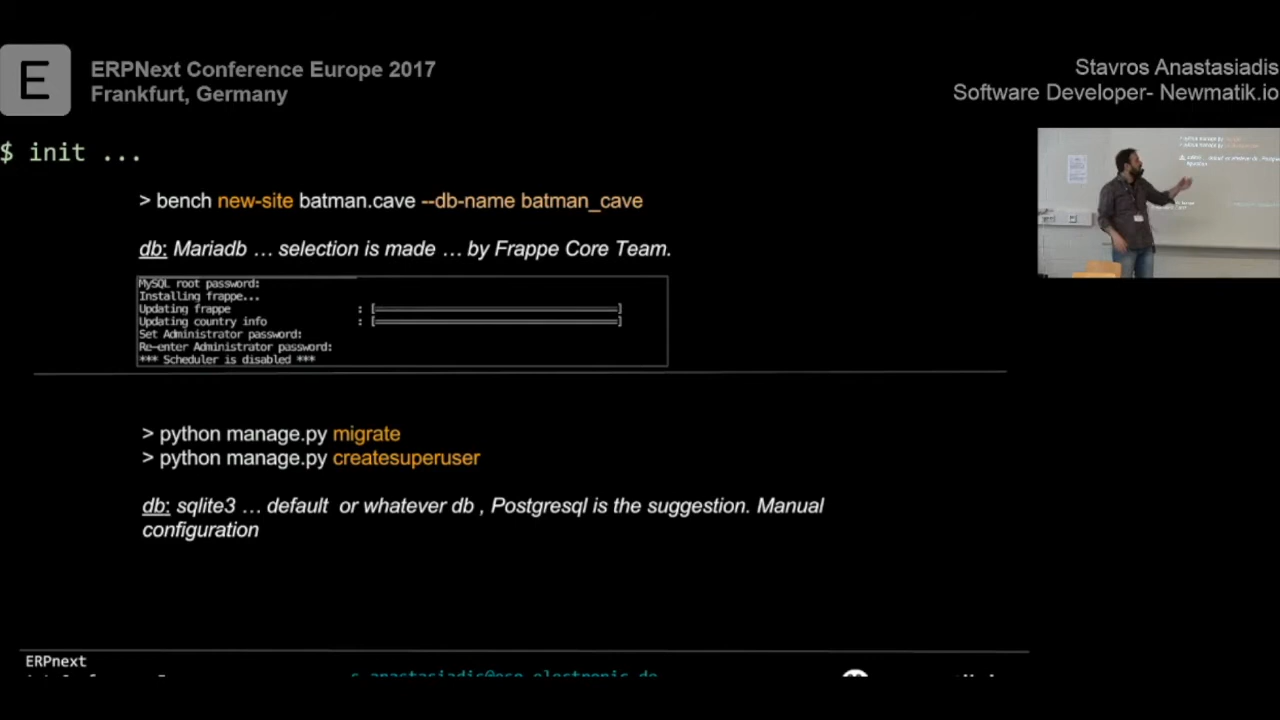 E
ERPNext Conference Europe 2017
Frankfurt, Germany
Stavros Anastasiadis
Software Developer- Newmatik.io
$ init ...
> bench new-site batman.cave --db-name batman_cave
db: Mariadb … selection is made … by Frappe Core Team.
MySQL root password:
Installing frappe...
Updating frappe : [========================================]
Updating country info : [========================================]
Set Administrator password:
Re-enter Administrator password:
*** Scheduler is disabled ***
> python manage.py migrate
> python manage.py createsuperuser
db: sqlite3 … default or whatever db , Postgresql is the suggestion. Manual
configuration
ERPnext